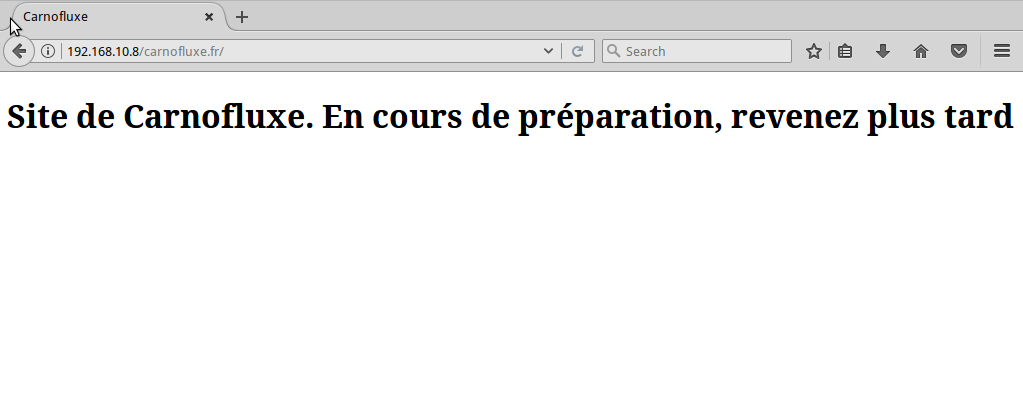 Carnofluxe
192.168.10.8/carnofluxe.fr/
Search
Site de Carnofluxe. En cours de préparation, revenez plus tard